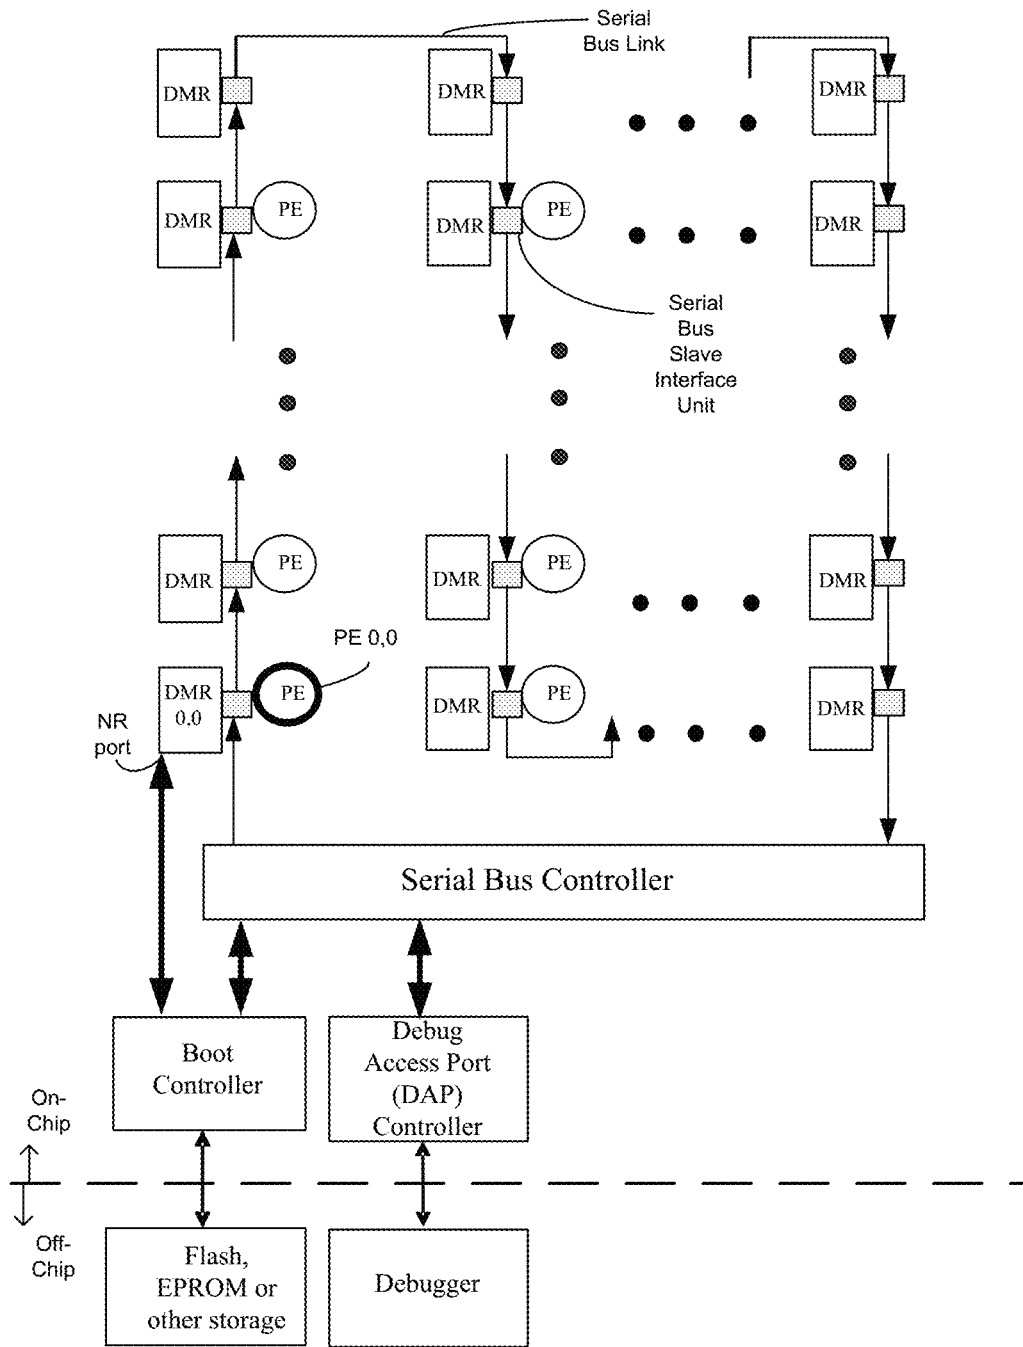 Serial
Bus Link
DMR
DMR
DMR
DMR
PE
DMR
PE
DMR
Serial
Bus
Slave
Interface
Unit
DMR
PE
DMR
PE
DMR
PE 0,0
DMR
0,0
PE
DMR
PE
DMR
NR
port
Serial Bus Controller
Boot
Controller
Debug
Access Port
(DAP)
Controller
On-
Chip
Off-
Chip
Flash,
EPROM or
other storage
Debugger